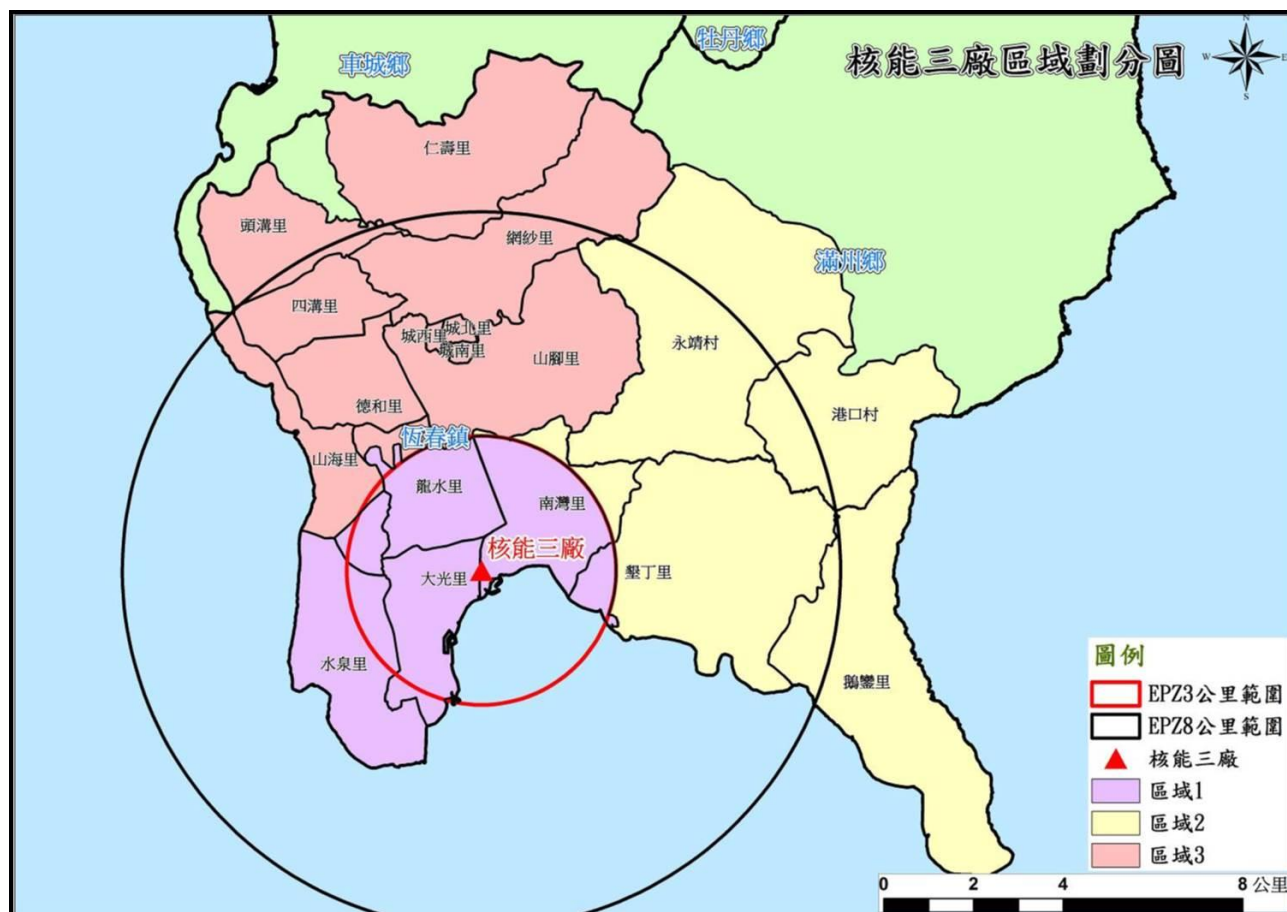 核能三廠區域劃分圖
N
W
E
S
牡丹鄉
車城鄉
仁壽里
頭溝里
網紗里
滿州鄉
四溝里
城西里
城北里
城南里
山腳里
永靖村
德和里
港口村
恆春鎮
山海里
龍水里
南灣里
核能三廠
大光里
墾丁里
水泉里
鵝鑾里
圖例
EPZ3公里範圍
EPZ8公里範圍
核能三廠
區域1
區域2
區域3
0 2 4 8 公里